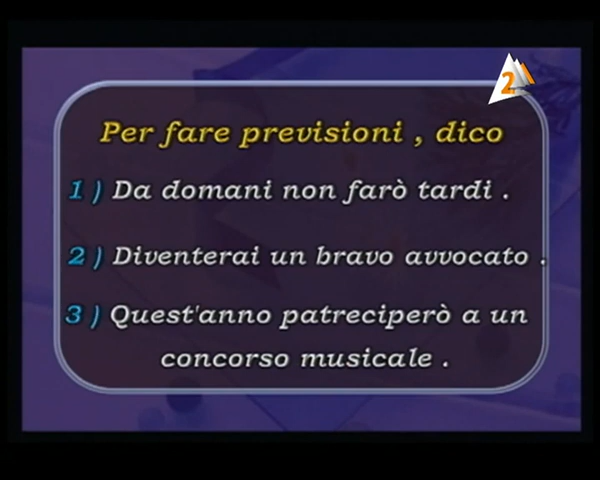 2
Per fare previsioni , dico
1 ) Da domani non farò tardi .
2 ) Diventerai un bravo avvocato .
3 ) Quest'anno patreciperò a un
concorso musicale .